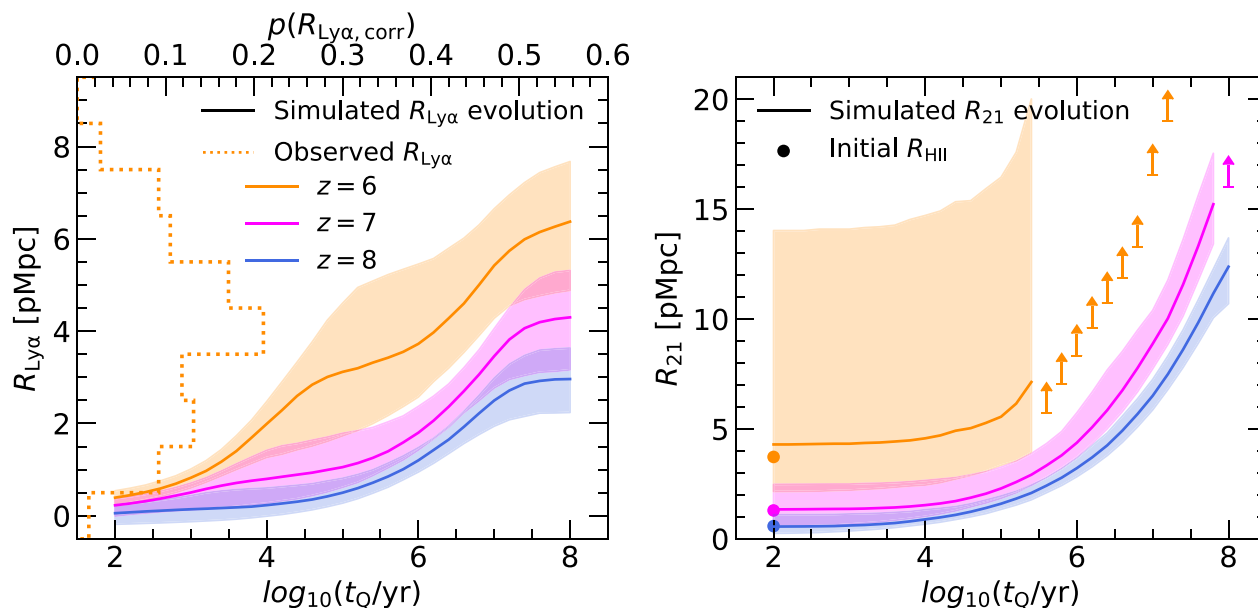 p(R_Lyα, corr)
0.0 0.1 0.2 0.3 0.4 0.5 0.6
Simulated R_Lyα evolution
Observed R_Lyα
z = 6
z = 7
z = 8
8
6
4
2
0
R_Lyα [pMpc]
2 4 6 8
log10(t_Q/yr)
Simulated R_21 evolution
Initial R_HII
20
15
10
5
0
R_21 [pMpc]
2 4 6 8
log10(t_Q/yr)